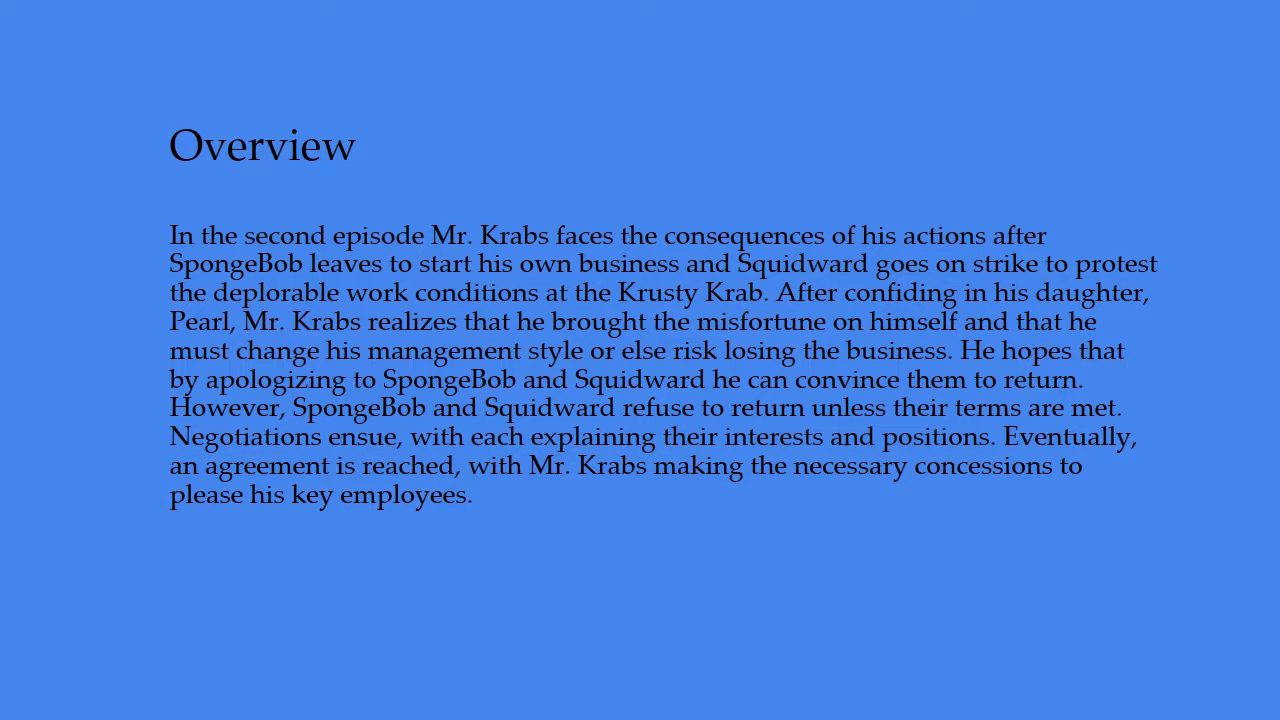 Overview
In the second episode Mr. Krabs faces the consequences of his actions after
SpongeBob leaves to start his own business and Squidward goes on strike to protest
the deplorable work conditions at the Krusty Krab. After confiding in his daughter,
Pearl, Mr. Krabs realizes that he brought the misfortune on himself and that he
must change his management style or else risk losing the business. He hopes that
by apologizing to SpongeBob and Squidward he can convince them to return.
However, SpongeBob and Squidward refuse to return unless their terms are met.
Negotiations ensue, with each explaining their interests and positions. Eventually,
an agreement is reached, with Mr. Krabs making the necessary concessions to
please his key employees.